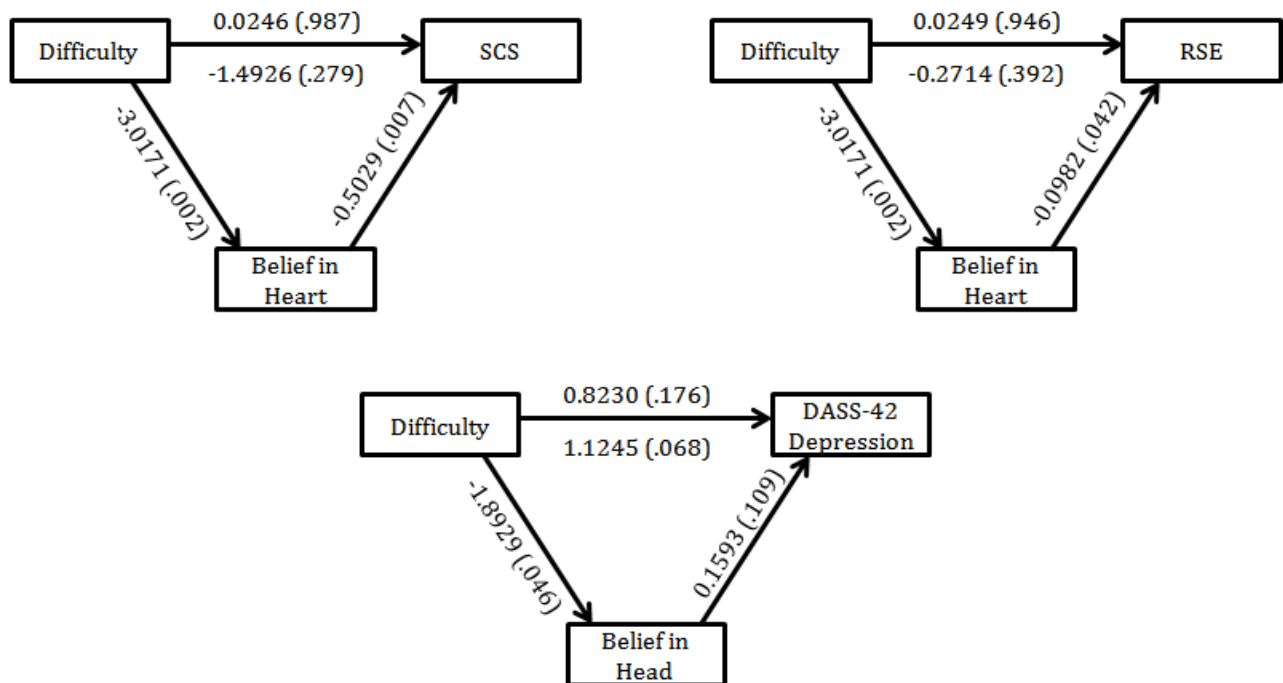 0.0246 (.987)
Difficulty
SCS
-1.4926 (.279)
-3.0171 (.002)
-0.5029 (.007)
Belief in
Heart
0.0249 (.946)
Difficulty
RSE
-0.2714 (.392)
-3.0171 (.002)
-0.0982 (.042)
Belief in
Heart
0.8230 (.176)
Difficulty
DASS-42
Depression
1.1245 (.068)
-1.8929 (.046)
0.1593 (.109)
Belief in
Head